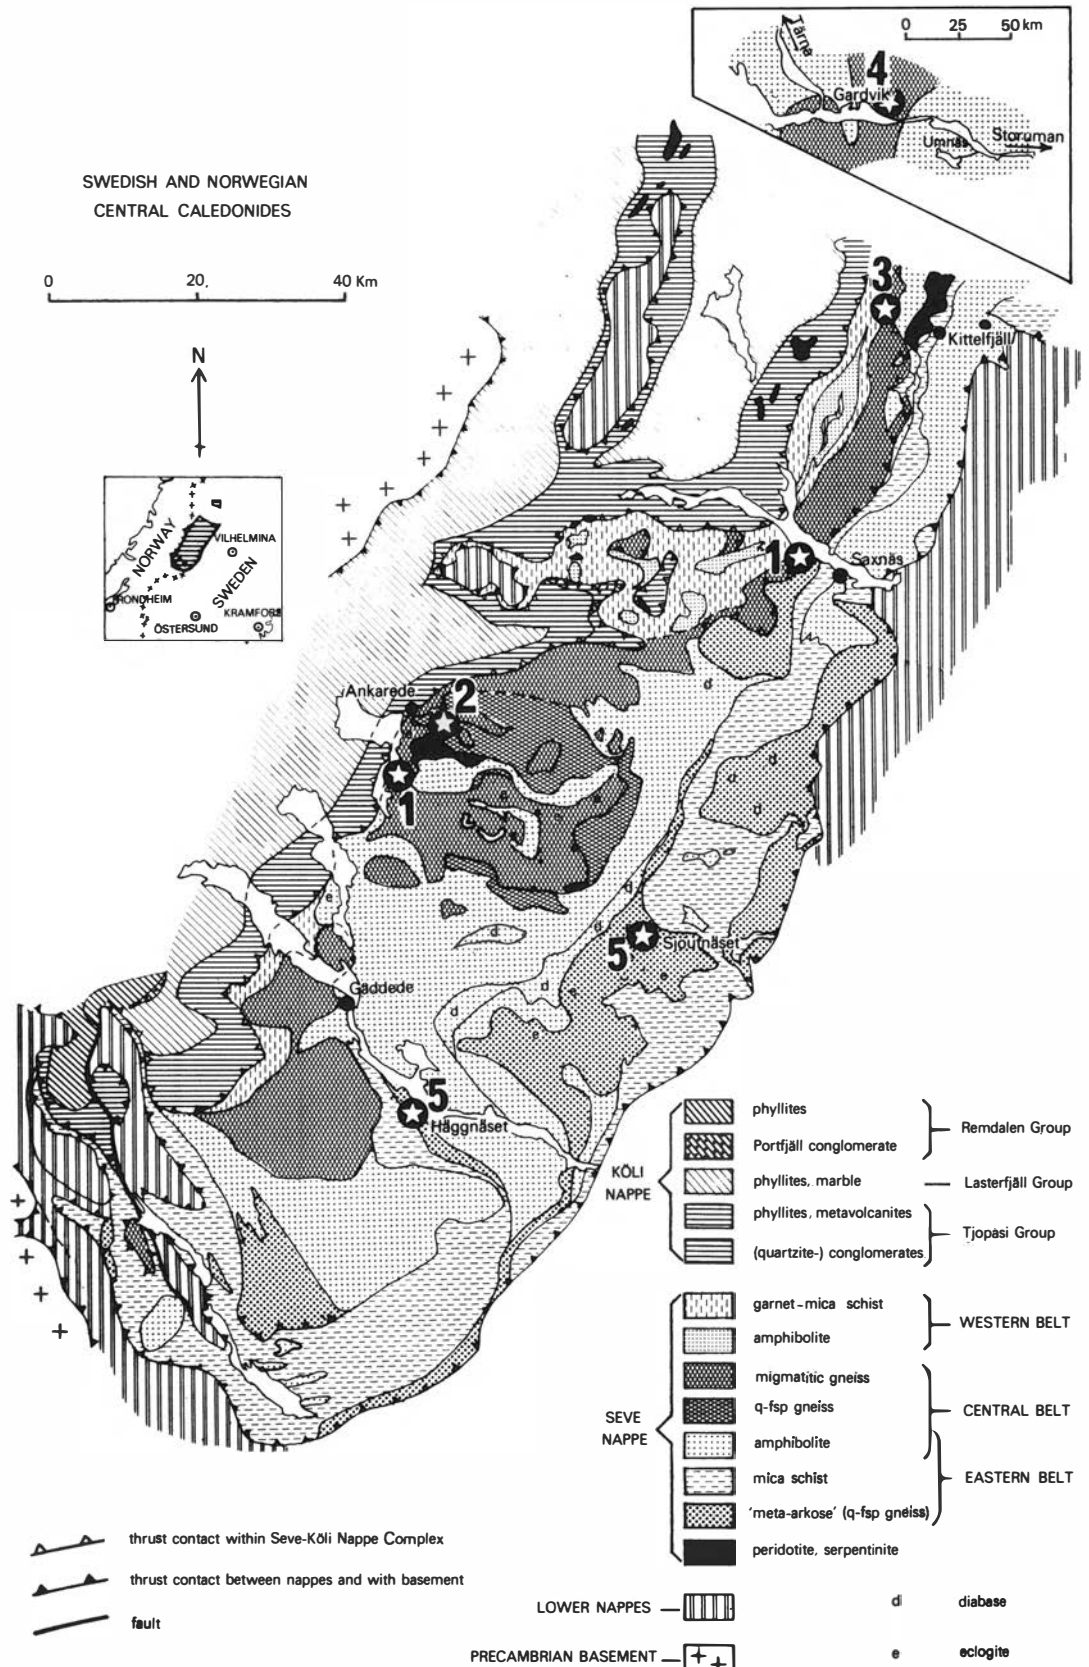 0 25 50 km
Tärna
4
Gardvik
Umnäs
Storuman
SWEDISH AND NORWEGIAN
CENTRAL CALEDONIDES
0 20 40 Km
N
3
Kittelfjäll
NORWAY
VILHELMINA
SWEDEN
TRONDHEIM
ÖSTERSUND
KRAMFORS
1
Saxnäs
d
Ankarede
2
d
d
d
1
e
e
e
e
d
d
5
Sjoutnäset
e
d
e
Gäddede
d
e
5
Häggnäset
phyllites
Portfjäll conglomerate
Remdalen Group
KÖLI
NAPPE
phyllites, marble
Lasterfjäll Group
phyllites, metavolcanites
(quartzite-) conglomerates
Tjopasi Group
garnet-mica schist
amphibolite
WESTERN BELT
migmatitic gneiss
SEVE
NAPPE
q-fsp gneiss
CENTRAL BELT
amphibolite
mica schist
EASTERN BELT
'meta-arkose' (q-fsp gneiss)
peridotite, serpentinite
thrust contact within Seve-Köli Nappe Complex
thrust contact between nappes and with basement
fault
LOWER NAPPES
d diabase
PRECAMBRIAN BASEMENT
e eclogite